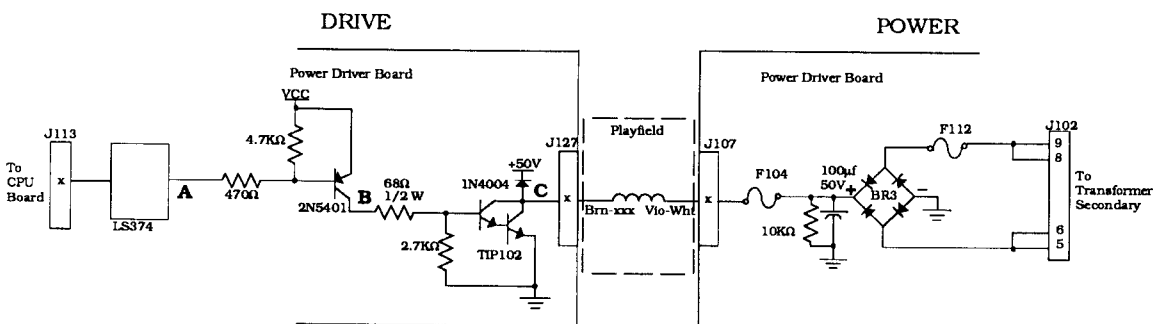 DRIVE
POWER
Power Driver Board
Power Driver Board
VCC
J113
4.7KΩ
J127
Playfield
J107
F112
J102
+50V
F104
100µf
50V
+
9
8
To
CPU
Board
x
A
B
68Ω
1/2 W
1N4004
C
x
x
BR3
−
To
Transformer
Secondary
470Ω
2N5401
Brn-xxx
Vio-Wht
LS374
2.7KΩ
TIP102
10KΩ
6
5